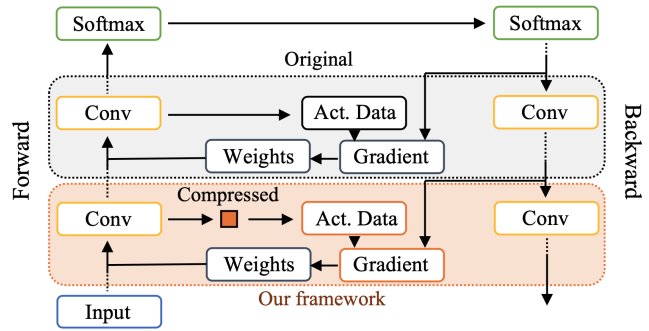 Softmax
Softmax
Original
Conv
Act. Data
Conv
Weights
Gradient
Forward
Backward
Compressed
Conv
Act. Data
Conv
Weights
Gradient
Our framework
Input